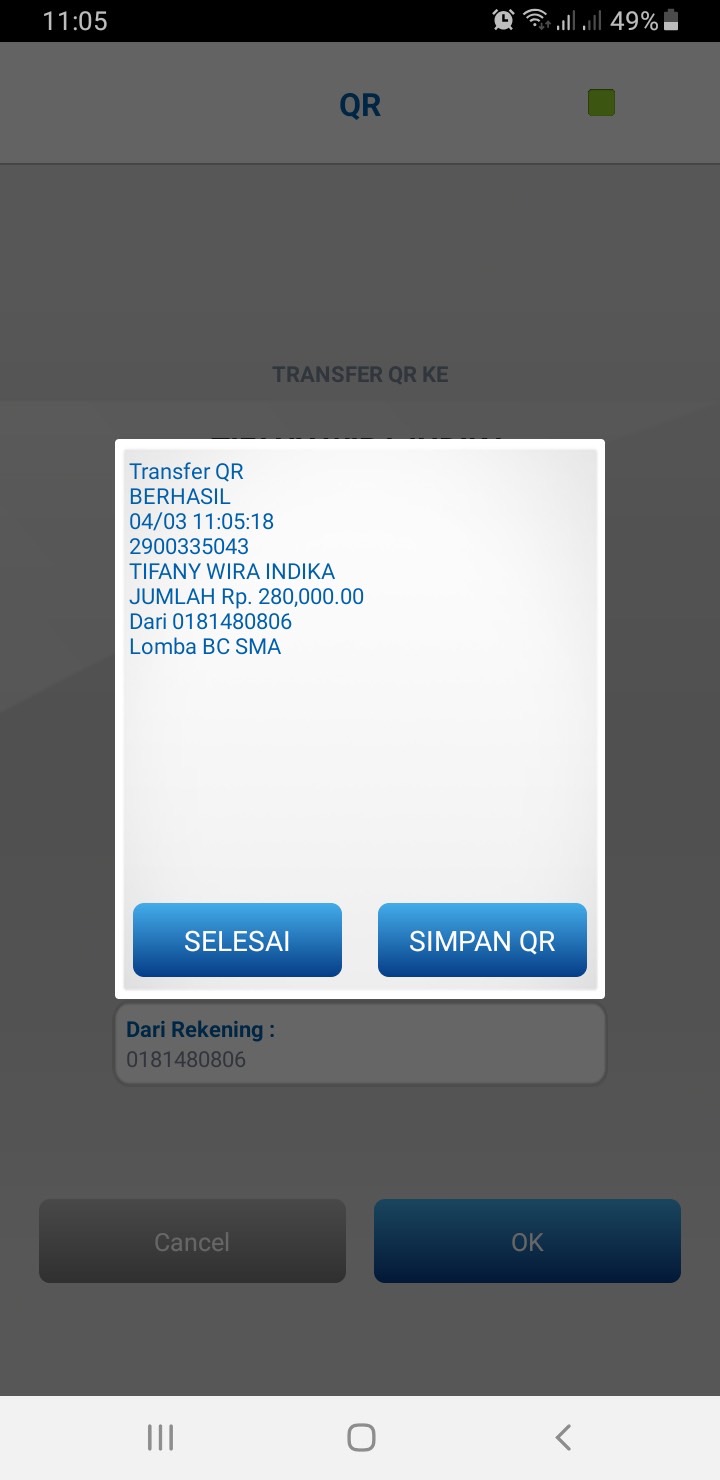 11:05
49%
QR
TRANSFER QR KE
Transfer QR
BERHASIL
04/03 11:05:18
2900335043
TIFANY WIRA INDIKA
JUMLAH Rp. 280,000.00
Dari 0181480806
Lomba BC SMA
SELESAI
SIMPAN QR
Dari Rekening :
0181480806
Cancel
OK